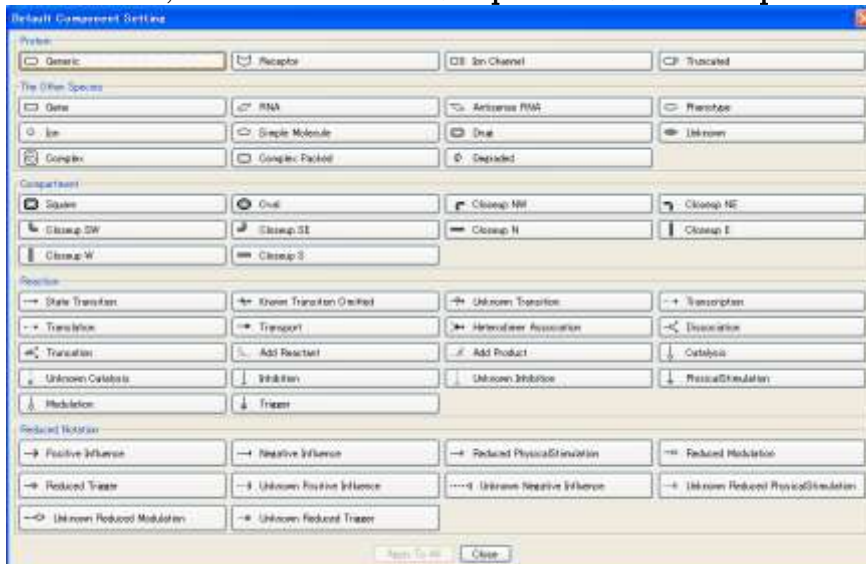 Default Component Setting
Protein
Generic Receptor Ion Channel Truncated
The Other Species
Gene RNA Antisense RNA Phenotype
Ion Simple Molecule Drug Unknown
Complex Complex Packed Degraded
Compartment
Square Oval Closeup NW Closeup NE
Closeup SW Closeup SE Closeup N Closeup E
Closeup W Closeup S
Reaction
State Transition Known Transition Omitted Unknown Transition Transcription
Translation Transport Heterodimer Association Dissociation
Truncation Add Reactant Add Product Catalysis
Unknown Catalysis Inhibition Unknown Inhibition PhysicalStimulation
Modulation Trigger
Reduced Notation
Positive Influence Negative Influence Reduced PhysicalStimulation Reduced Modulation
Reduced Trigger Unknown Positive Influence Unknown Negative Influence Unknown Reduced PhysicalStimulation
Unknown Reduced Modulation Unknown Reduced Trigger
Apply To All Close